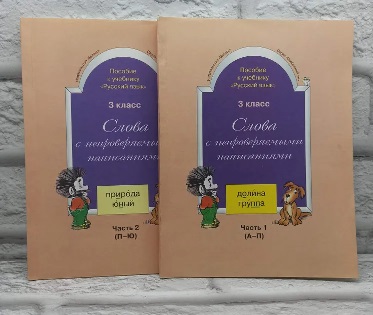 Пособие
к учебнику
«Русский язык»
3 класс
Слова
с непроверяемыми
написаниями
природа
юный
Часть 2
(П–Ю)
Пособие
к учебнику
«Русский язык»
3 класс
Слова
с непроверяемыми
написаниями
долина
группа
Часть 1
(А–П)